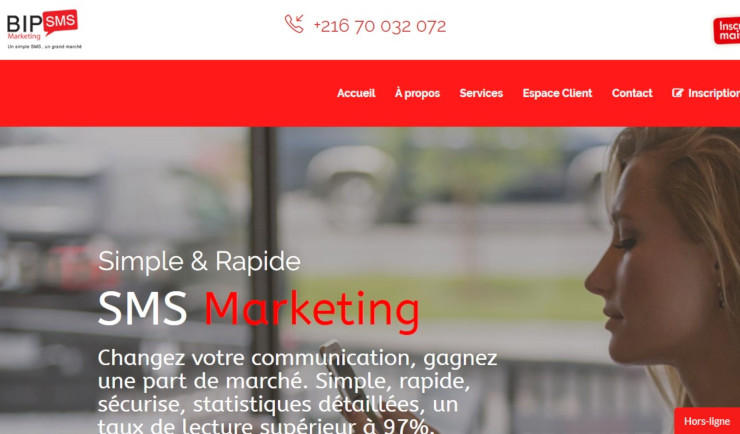 BIP SMS
Marketing
Un simple SMS, un grand marché
+216 70 032 072
Accueil À propos Services Espace Client Contact Inscription
Simple & Rapide
SMS Marketing
Changez votre communication, gagnez
une part de marché. Simple, rapide,
sécurise, statistiques détaillées, un
taux de lecture supérieur à 97%.
Hors-ligne